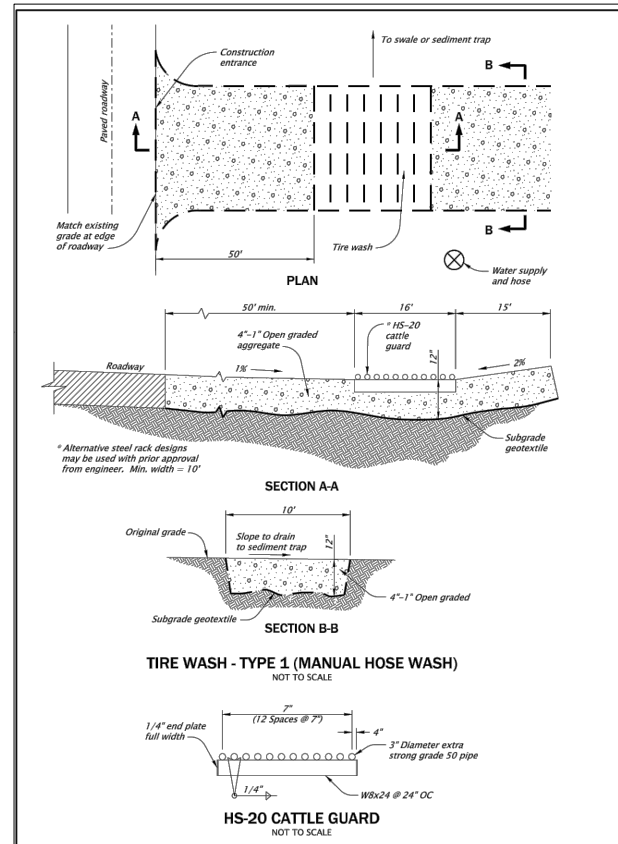 To swale or sediment trap
Construction
entrance
B
Paved roadway
A
A
Match existing
grade at edge
of roadway
B
50'
Tire wash
PLAN
Water supply
and hose
50' min.
16'
15'
4"-1" Open graded
aggregate
* HS-20
cattle
guard
12"
Roadway
1%
2%
* Alternative steel rack designs
may be used with prior approval
from engineer. Min. width = 10'
Subgrade
geotextile
SECTION A-A
10'
Original grade
Slope to drain
to sediment trap
12"
4"-1" Open graded
Subgrade geotextile
SECTION B-B
TIRE WASH - TYPE 1 (MANUAL HOSE WASH)
NOT TO SCALE
7"
(12 Spaces @ 7")
1/4" end plate
full width
4"
3" Diameter extra
strong grade 50 pipe
1/4"
W8x24 @ 24" OC
HS-20 CATTLE GUARD
NOT TO SCALE